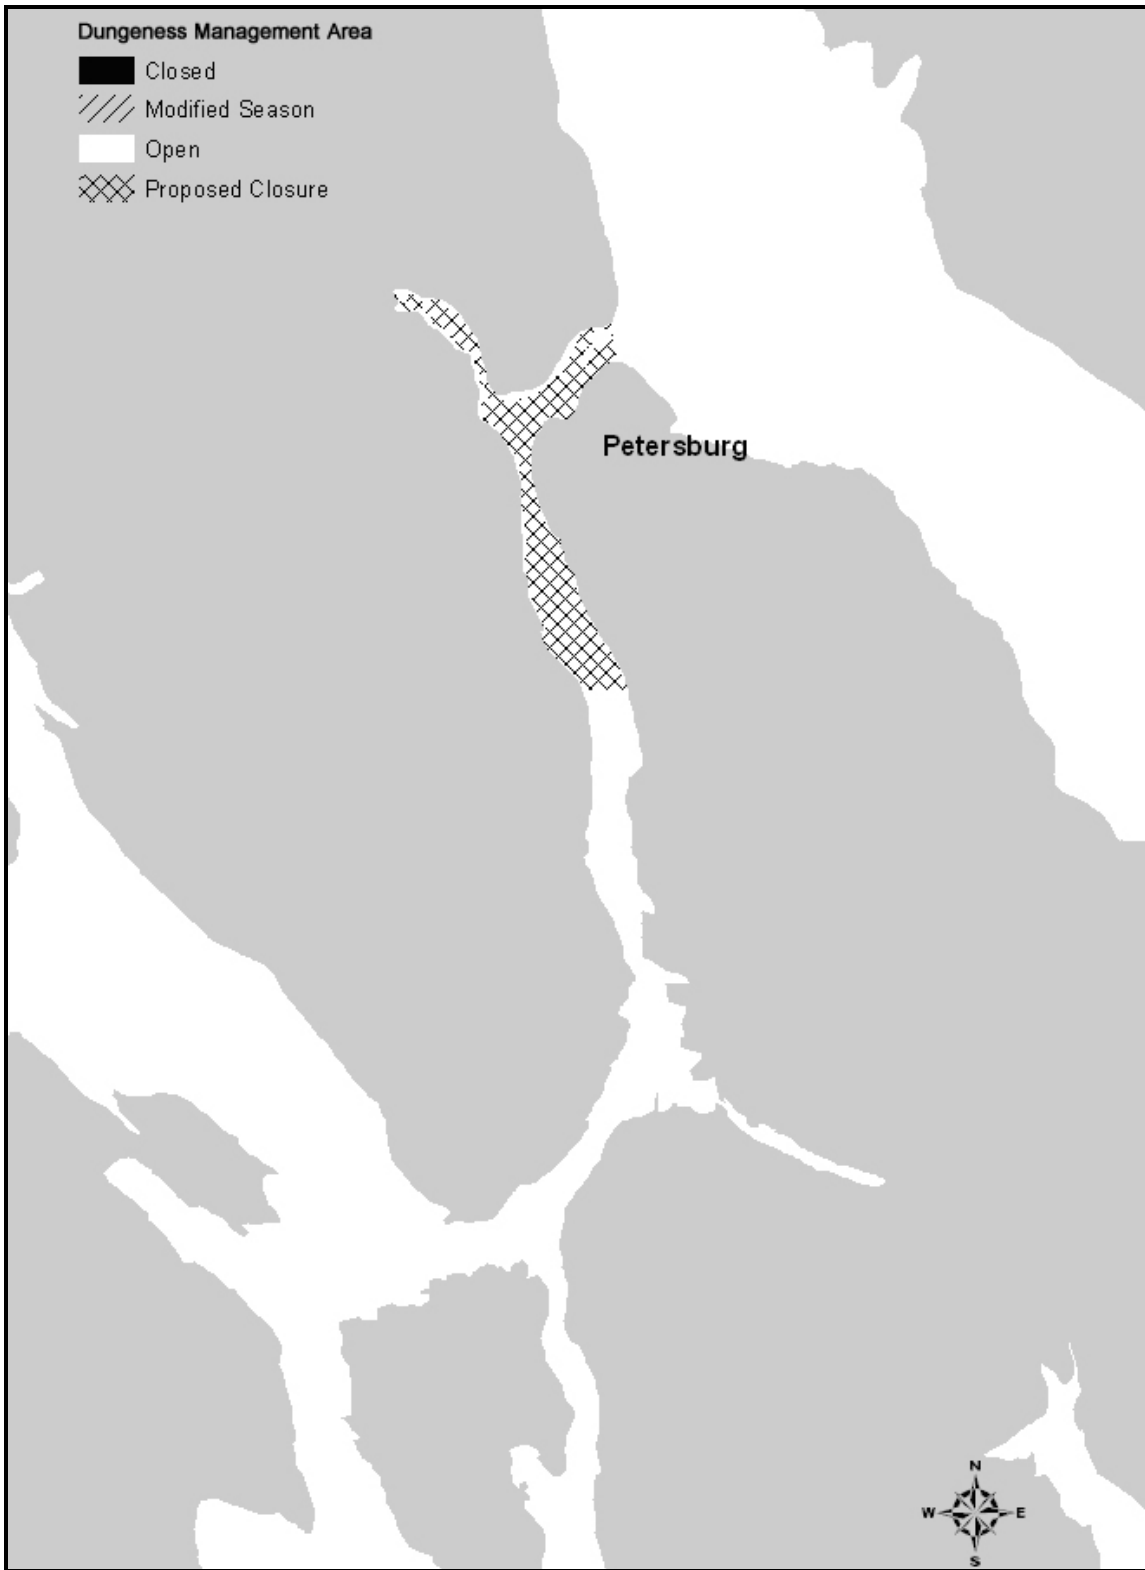 Dungeness Management Area
Closed
Modified Season
Open
Proposed Closure
Petersburg
N
W E
S